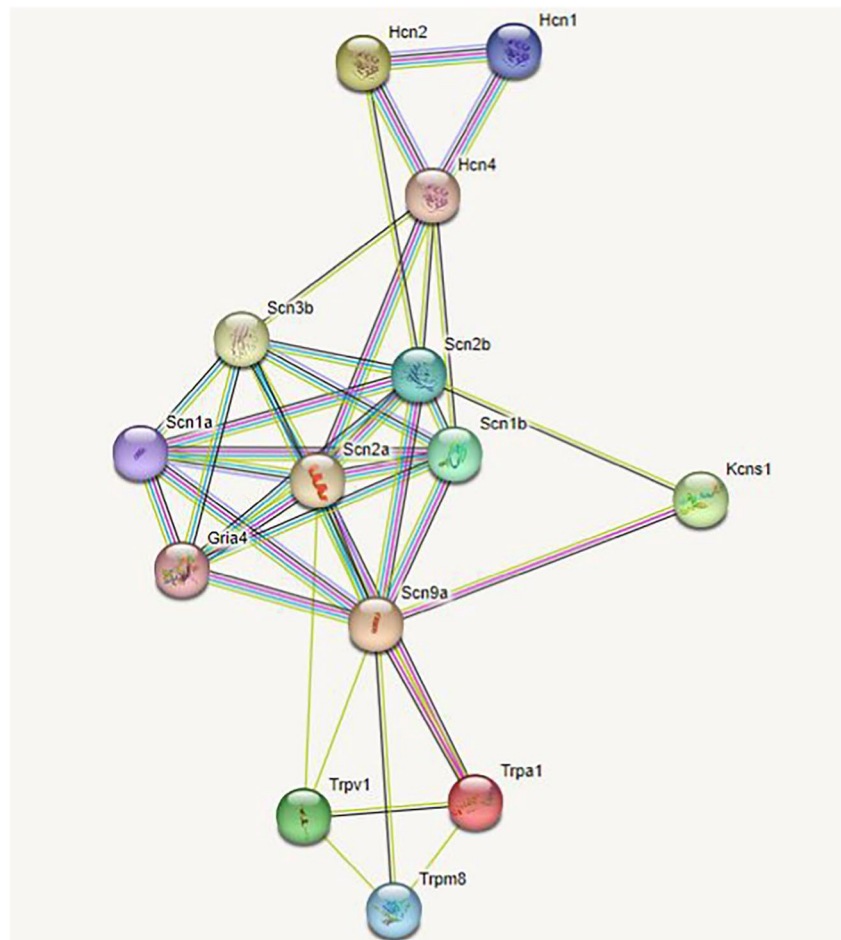 Hcn1
Hcn2
Hcn4
Scn3b
Scn2b
Scn1a
Scn1b
Scn2a
Kcns1
Gria4
Scn9a
Trpa1
Trpv1
Trpm8